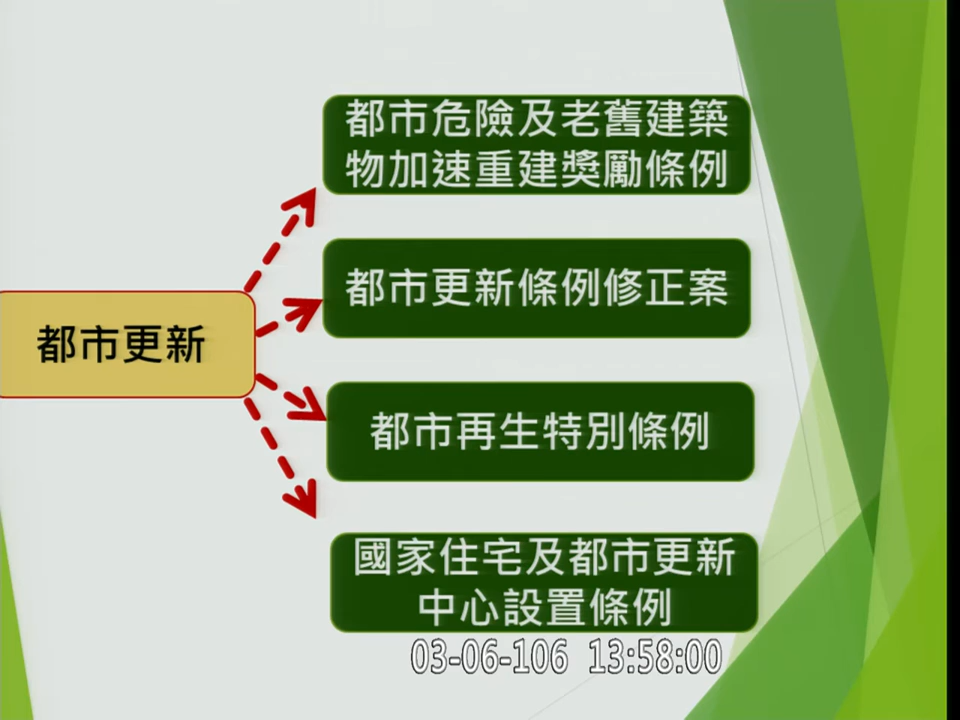 都市危險及老舊建築
物加速重建獎勵條例
都市更新條例修正案
都市更新
都市再生特別條例
國家住宅及都市更新
中心設置條例
03-06-106 13:58:00